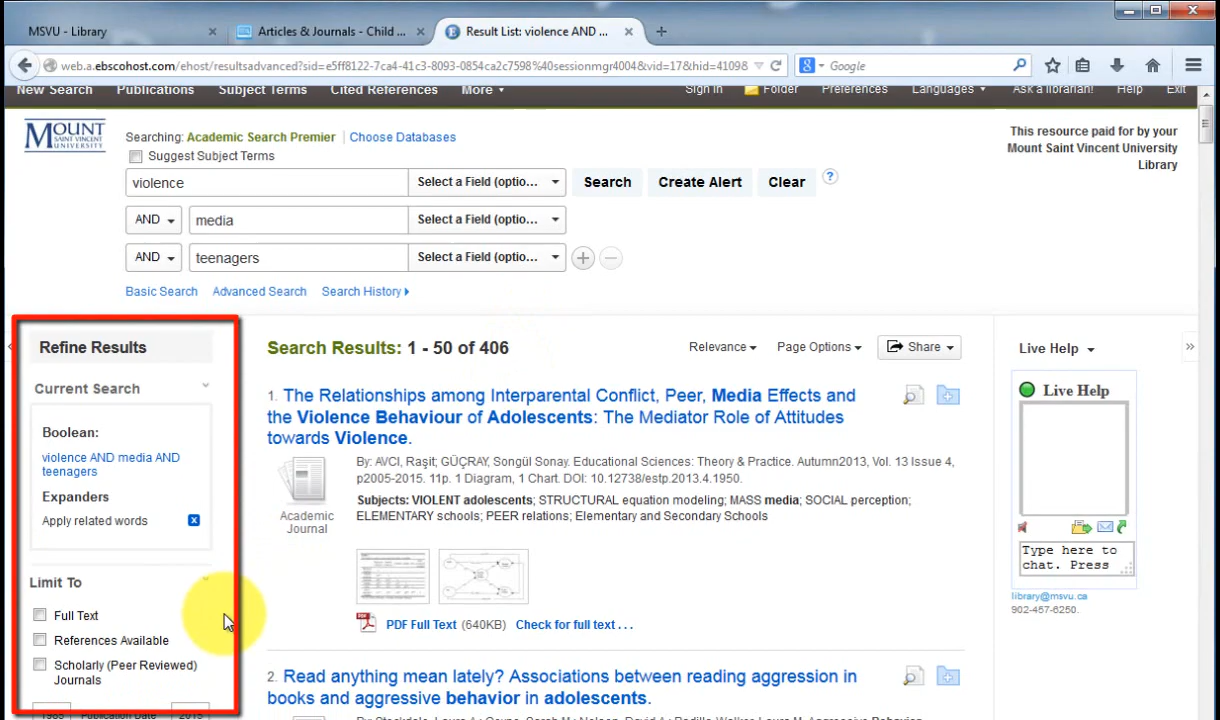 MSVU - Library
Articles & Journals - Child ...
Result List: violence AND ...
web.a.ebscohost.com/ehost/resultsadvanced?sid=e5ff8122-7ca4-41c3-8093-0854ca2c7598%40sessionmgr4004&vid=17&hid=41098
Google
New Search
Publications
Subject Terms
Cited References
More
Sign In
Folder
Preferences
Languages
Ask a librarian!
Help
Exit
MOUNT
SAINT VINCENT
UNIVERSITY
Searching: Academic Search Premier
Choose Databases
Suggest Subject Terms
violence
Select a Field (optio...
Search
Create Alert
Clear
?
AND
media
Select a Field (optio...
AND
teenagers
Select a Field (optio...
Basic Search
Advanced Search
Search History
This resource paid for by your
Mount Saint Vincent University
Library
Refine Results
Current Search
Boolean:
violence AND media AND
teenagers
Expanders
Apply related words
x
Limit To
Full Text
References Available
Scholarly (Peer Reviewed)
Journals
1985
Publication Date
2015
Search Results: 1 - 50 of 406
Relevance
Page Options
Share
1. The Relationships among Interparental Conflict, Peer, Media Effects and
the Violence Behaviour of Adolescents: The Mediator Role of Attitudes
towards Violence.
Academic
Journal
By: AVCI, Raşit; GÜÇRAY, Songül Sonay. Educational Sciences: Theory & Practice. Autumn2013, Vol. 13 Issue 4,
p2005-2015. 11p. 1 Diagram, 1 Chart. DOI: 10.12738/estp.2013.4.1950.
Subjects: VIOLENT adolescents; STRUCTURAL equation modeling; MASS media; SOCIAL perception;
ELEMENTARY schools; PEER relations; Elementary and Secondary Schools
PDF Full Text (640KB)
Check for full text . . .
2. Read anything mean lately? Associations between reading aggression in
books and aggressive behavior in adolescents.
Live Help
Live Help
Type here to
chat. Press
library@msvu.ca
902-457-6250.